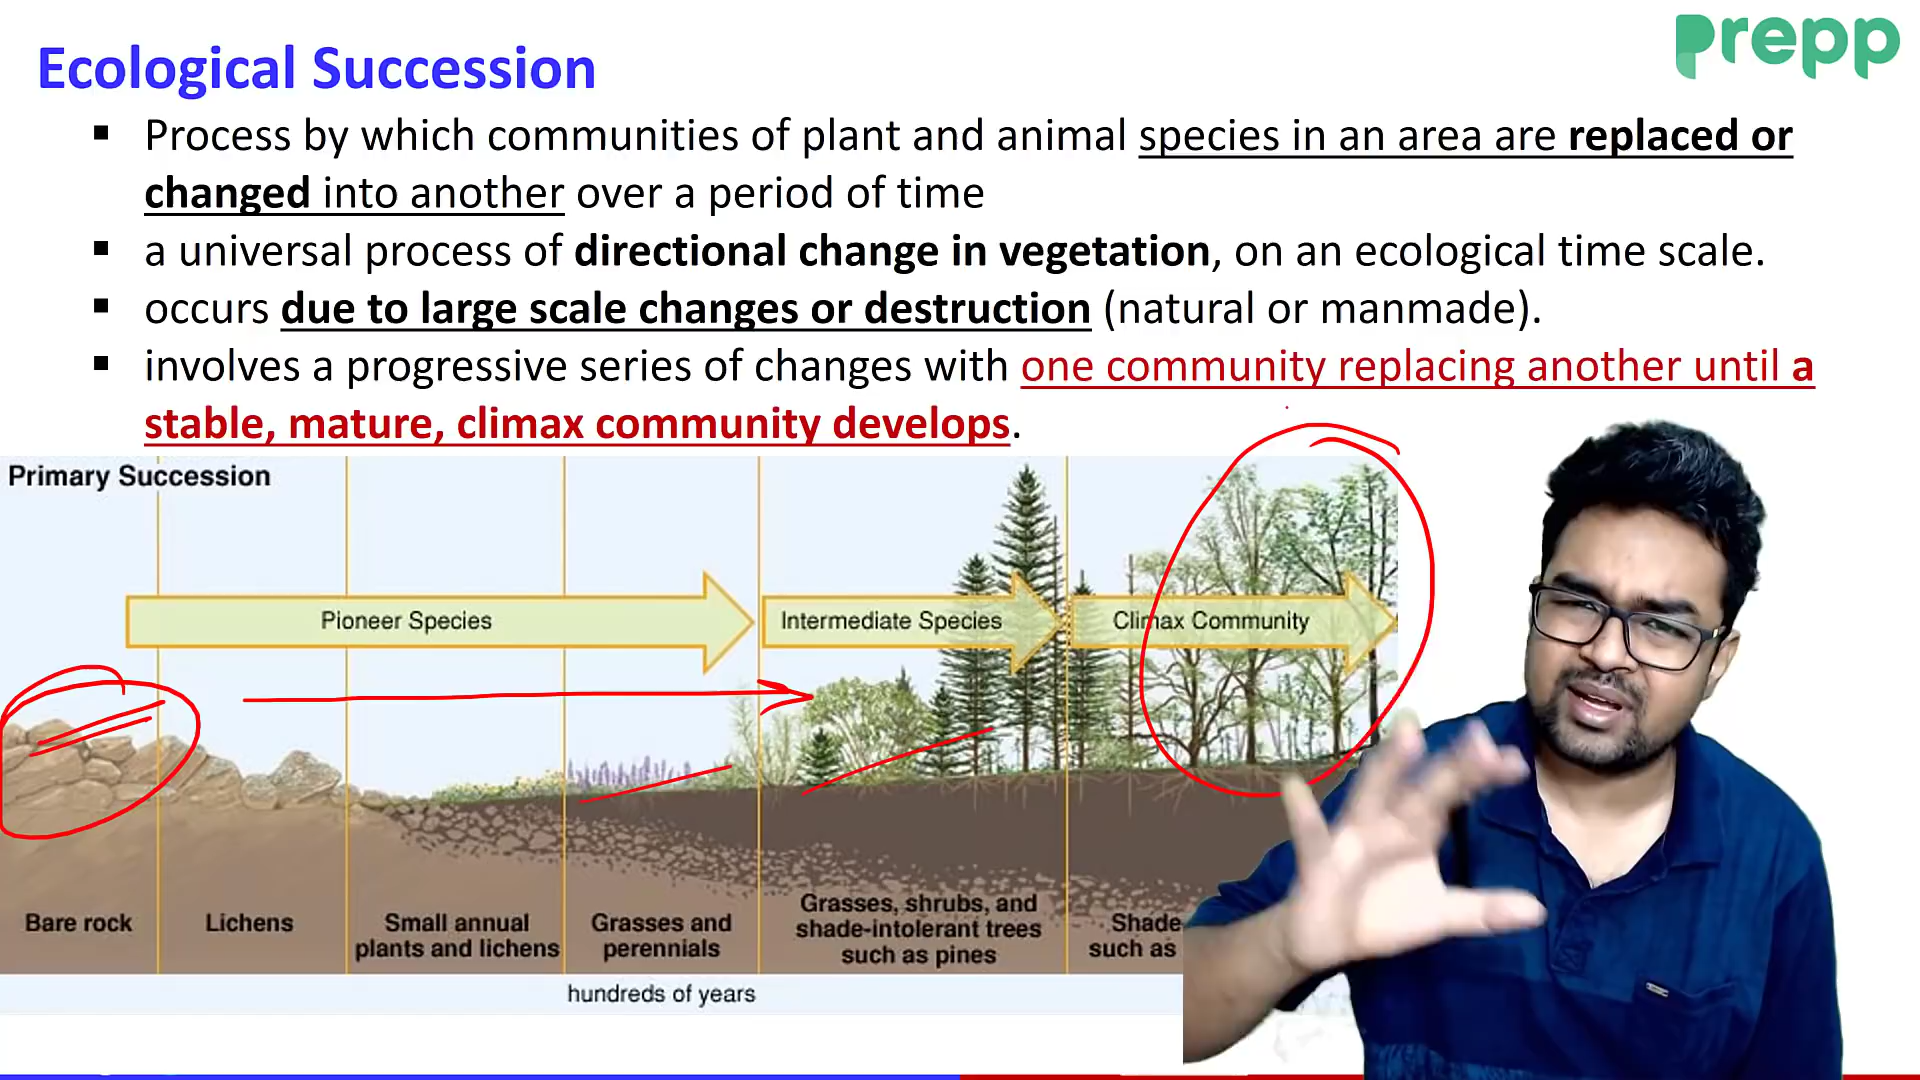 Ecological Succession
prepp
▪ Process by which communities of plant and animal species in an area are replaced or
changed into another over a period of time
▪ a universal process of directional change in vegetation, on an ecological time scale.
▪ occurs due to large scale changes or destruction (natural or manmade).
▪ involves a progressive series of changes with one community replacing another until a
stable, mature, climax community develops.
Primary Succession
Pioneer Species
Intermediate Species
Climax Community
Bare rock
Lichens
Small annual
plants and lichens
Grasses and
perennials
Grasses, shrubs, and
shade-intolerant trees
such as pines
Shade
such as
hundreds of years